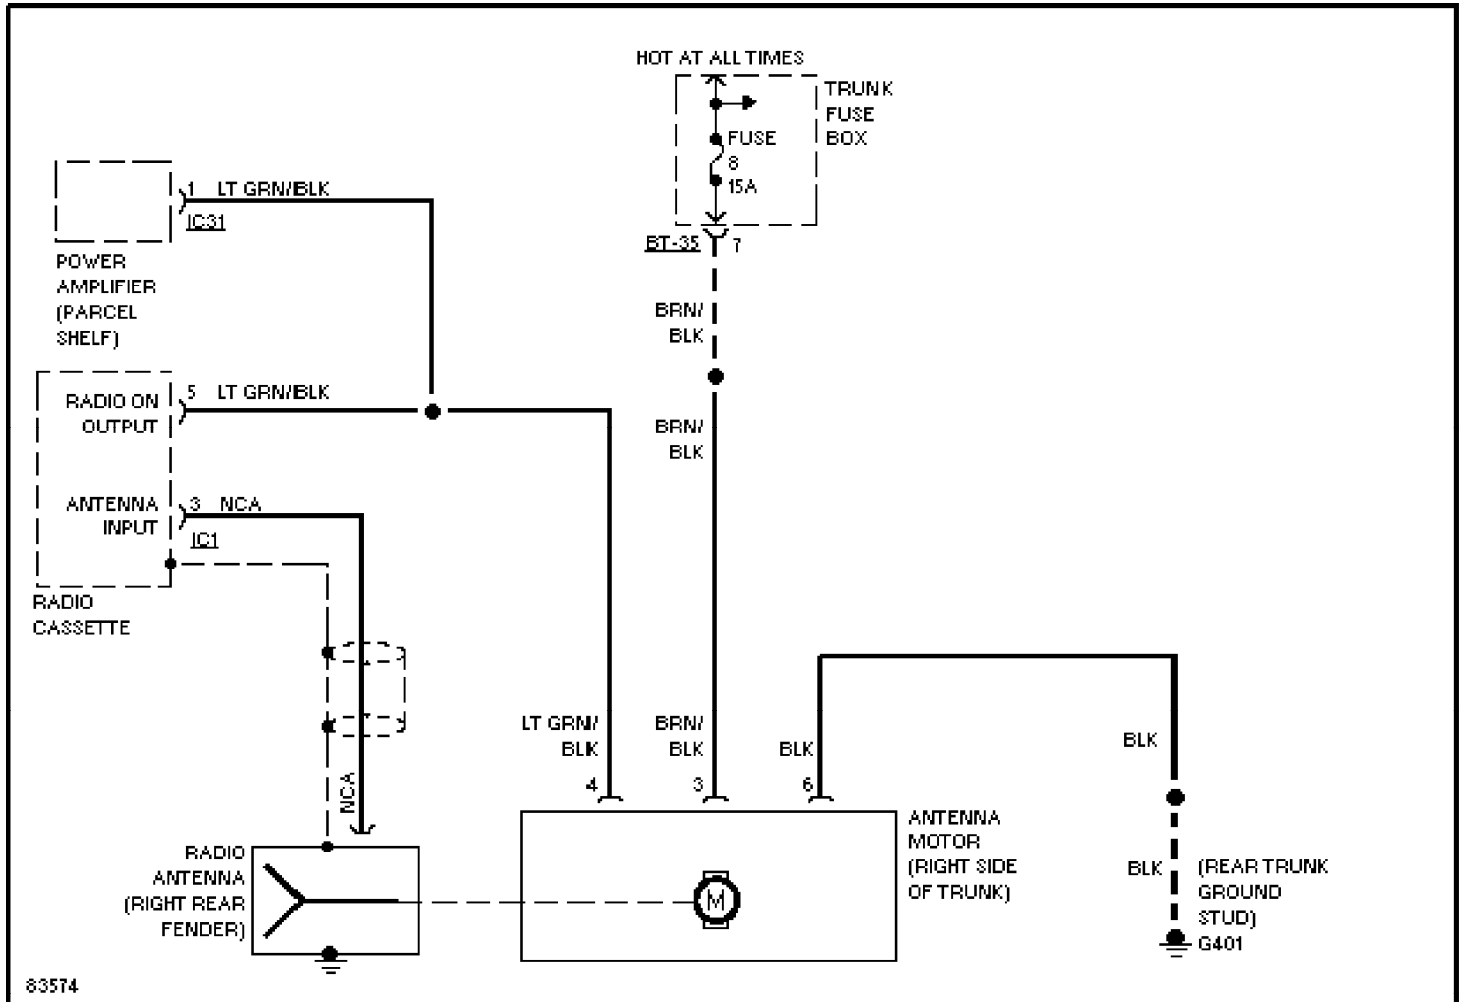 HOT AT ALL TIMES
TRUNK
FUSE
BOX
FUSE
8
15A
BT-35
7
BRN/
BLK
BRN/
BLK
1 LT GRN/BLK
IC31
POWER
AMPLIFIER
(PARCEL
SHELF)
5 LT GRN/BLK
RADIO ON
OUTPUT
ANTENNA
INPUT
3 NCA
IC1
RADIO
CASSETTE
NCA
LT GRN/
BLK
4
BRN/
BLK
3
BLK
6
BLK
RADIO
ANTENNA
(RIGHT REAR
FENDER)
M
ANTENNA
MOTOR
(RIGHT SIDE
OF TRUNK)
BLK
(REAR TRUNK
GROUND
STUD)
G401
83574